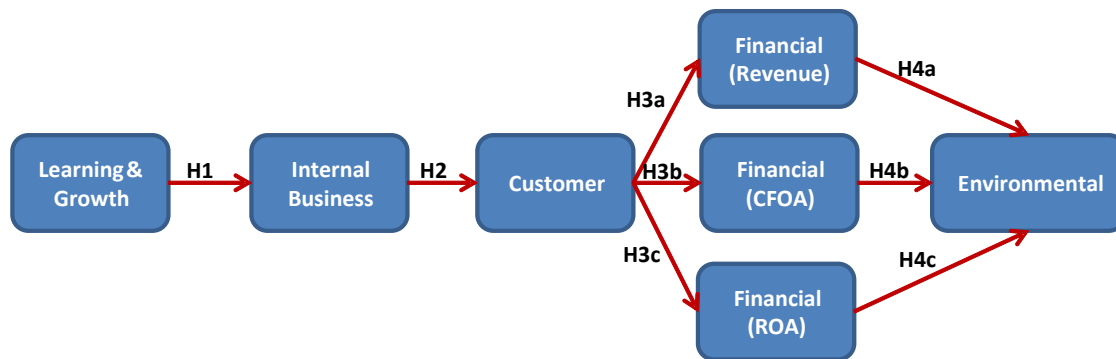 Financial
(Revenue)
H4a
H3a
Learning &
Growth
H1
Internal
Business
H2
Customer
H3b
Financial
(CFOA)
H4b
Environmental
H3c
Financial
(ROA)
H4c